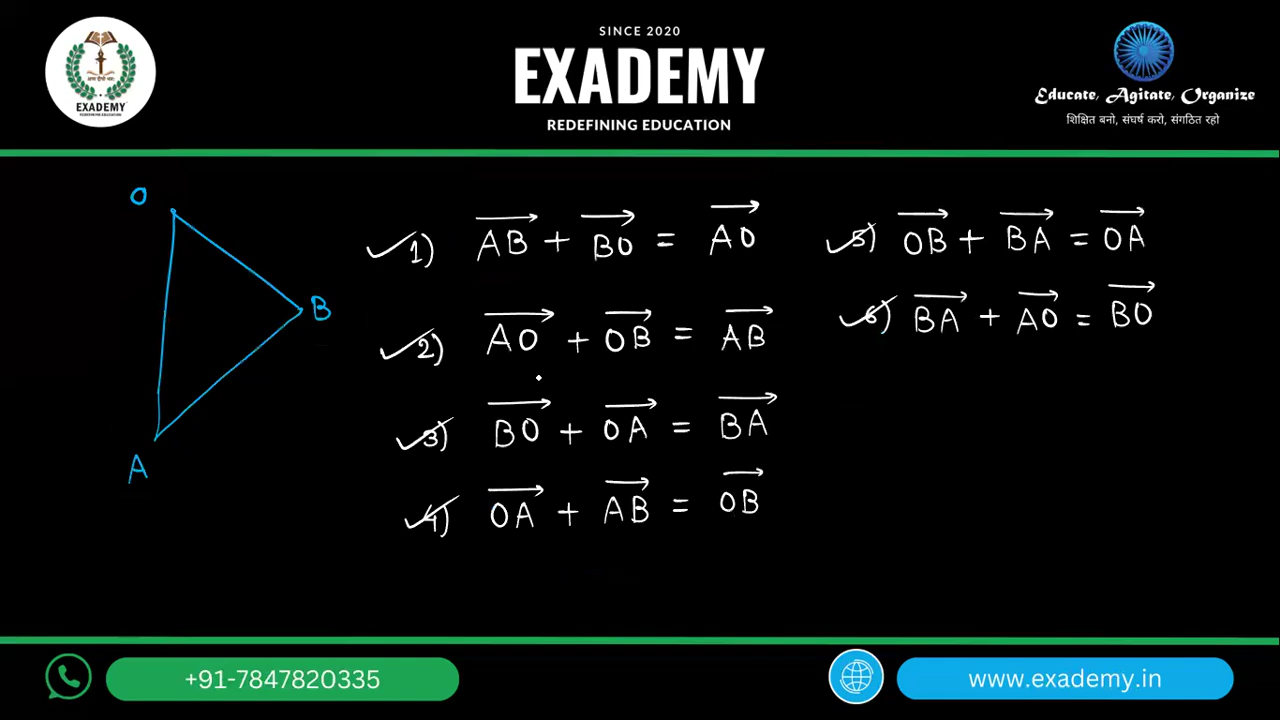 SINCE 2020
EXADEMY
REDEFINING EDUCATION
EXADEMY
REDEFINING EDUCATION
Educate, Agitate, Organize
शिक्षित बनो, संघर्ष करो, संगठित रहो
O
B
A
1) AB + BO = AO
2) AO + OB = AB
3) BO + OA = BA
4) OA + AB = OB
5) OB + BA = OA
6) BA + AO = BO
+91-7847820335
www.exademy.in